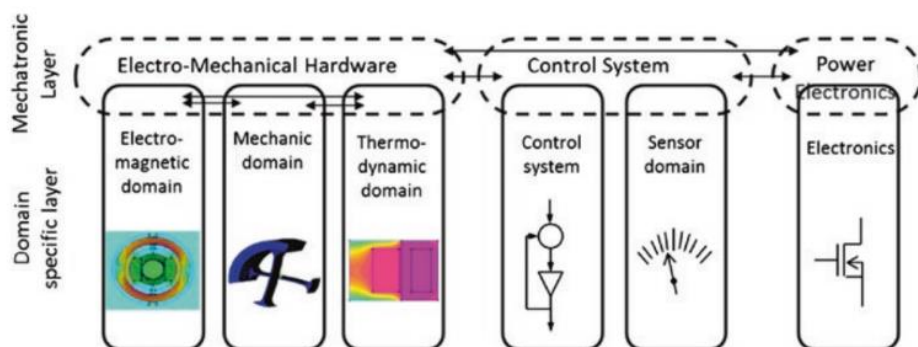 Mechatronic
Layer
Electro-Mechanical Hardware
Control System
Power
Electronics
Electro-
magnetic
domain
Mechanic
domain
Thermo-
dynamic
domain
Control
system
Sensor
domain
Electronics
Domain
specific layer